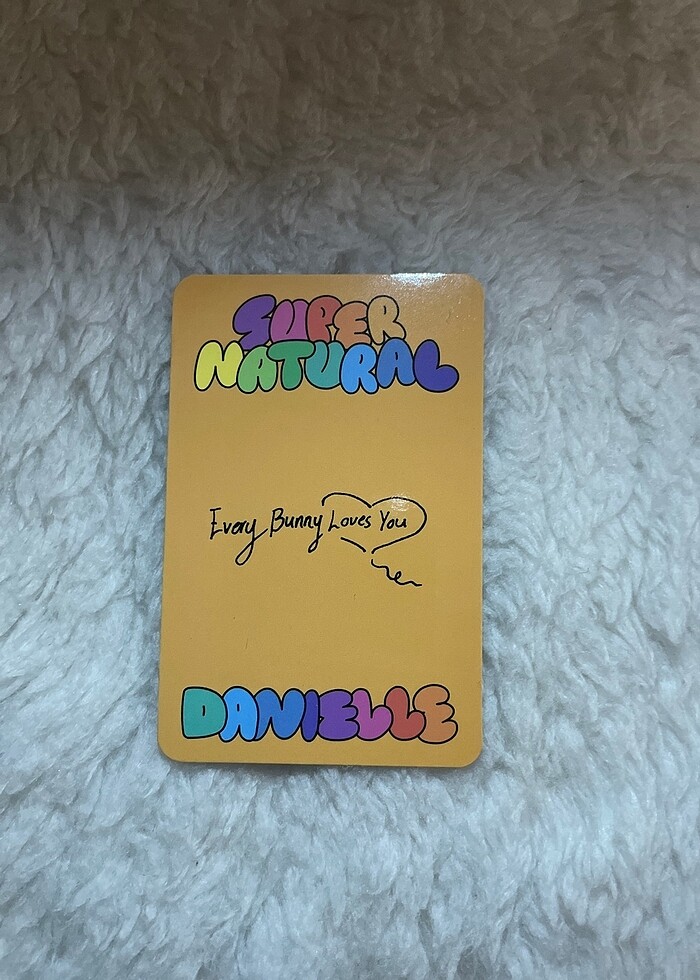 SUPER
NATURAL
Every Bunny Loves You
DANIELLE